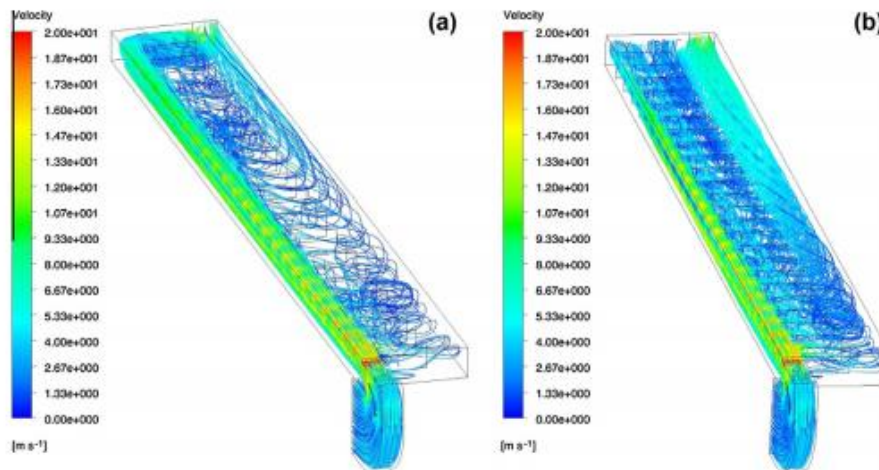 Velocity
(a)
2.00e+001
1.87e+001
1.73e+001
1.60e+001
1.47e+001
1.33e+001
1.20e+001
1.07e+001
9.33e+000
8.00e+000
6.67e+000
5.33e+000
4.00e+000
2.67e+000
1.33e+000
0.00e+000
[m s⁻¹]
Velocity
(b)
2.00e+001
1.87e+001
1.73e+001
1.60e+001
1.47e+001
1.33e+001
1.20e+001
1.07e+001
9.33e+000
8.00e+000
6.67e+000
5.33e+000
4.00e+000
2.67e+000
1.33e+000
0.00e+000
[m s⁻¹]